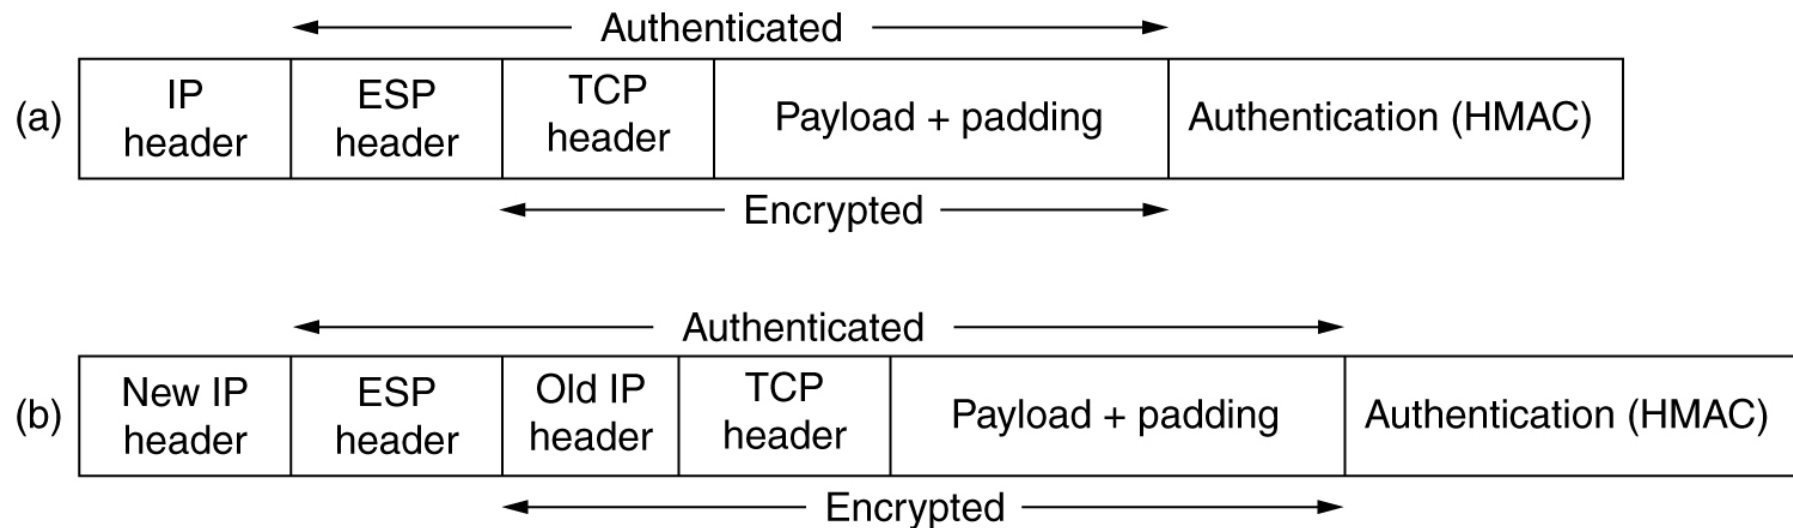 Authenticated
(a)
IP
header
ESP
header
TCP
header
Payload + padding
Authentication (HMAC)
Encrypted
Authenticated
(b)
New IP
header
ESP
header
Old IP
header
TCP
header
Payload + padding
Authentication (HMAC)
Encrypted